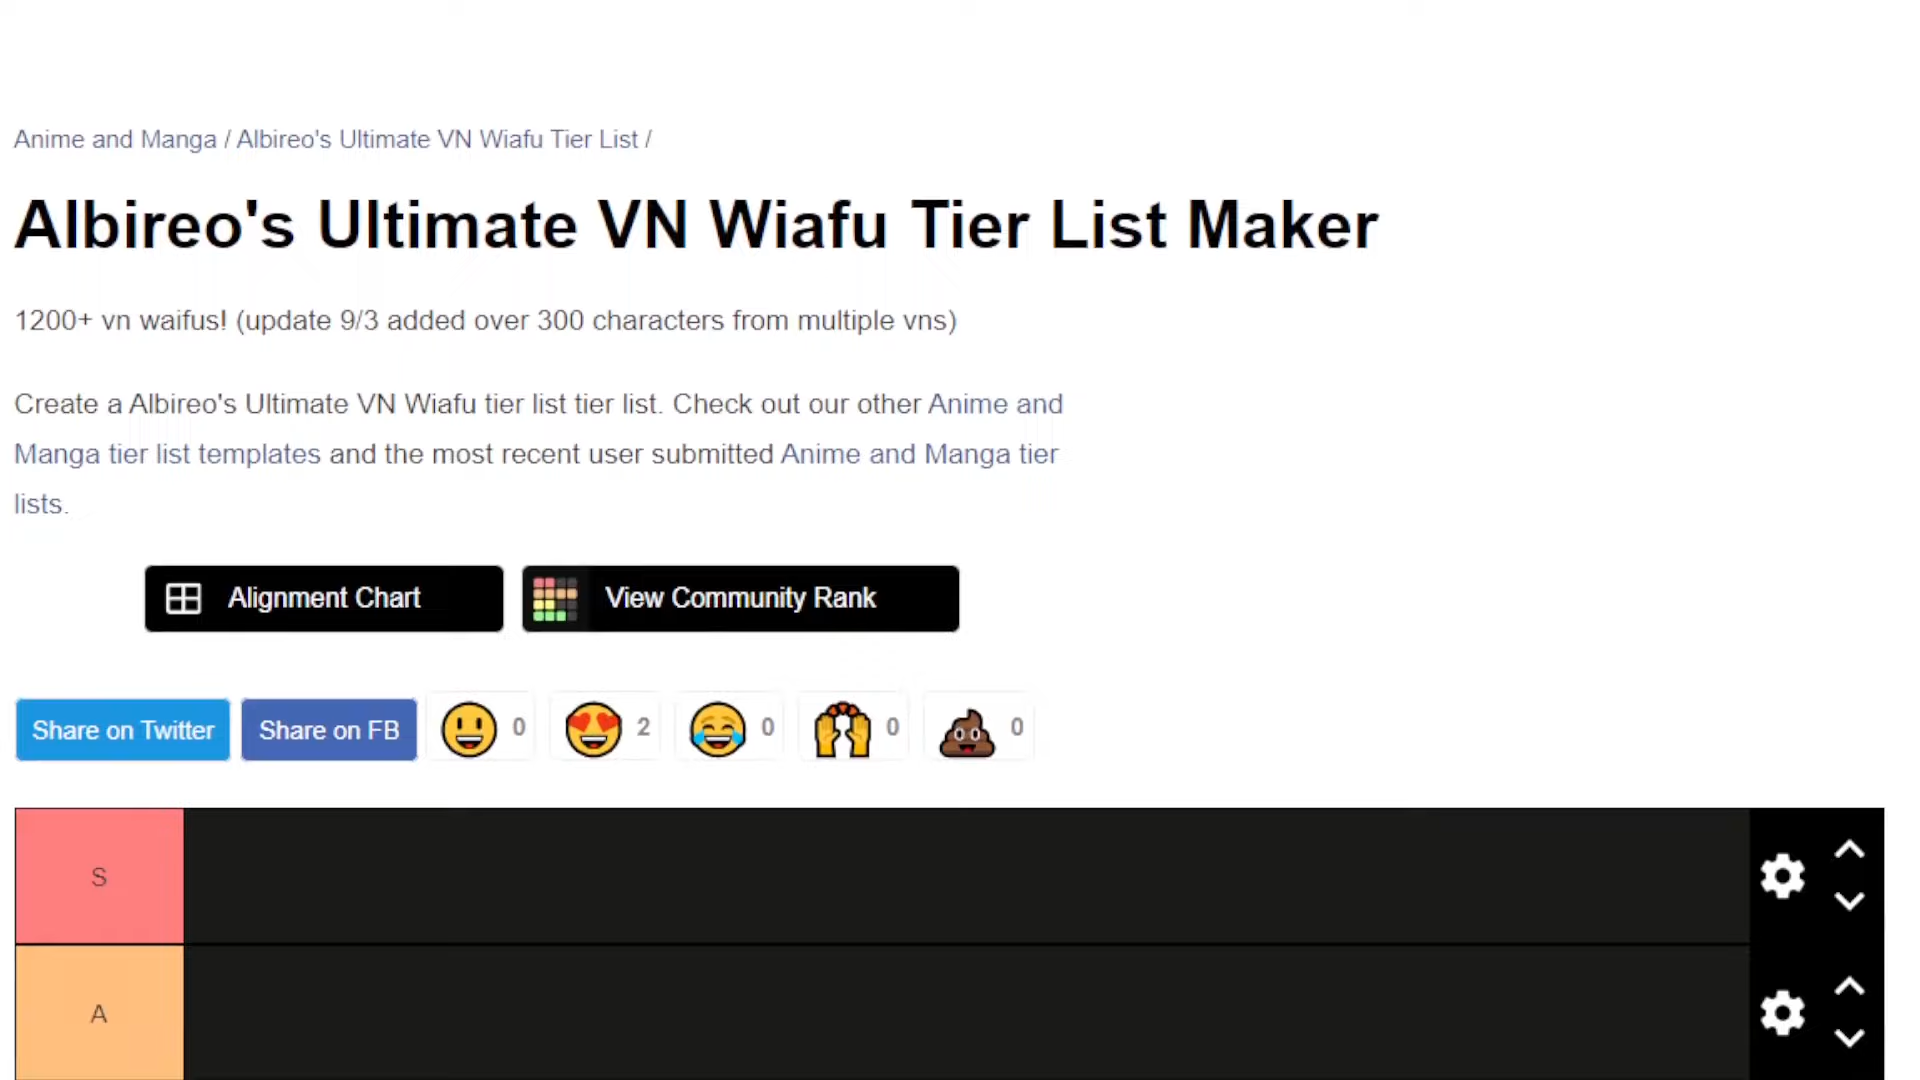 Anime and Manga / Albireo's Ultimate VN Wiafu Tier List /
Albireo's Ultimate VN Wiafu Tier List Maker
1200+ vn waifus! (update 9/3 added over 300 characters from multiple vns)
Create a Albireo's Ultimate VN Wiafu tier list tier list. Check out our other Anime and
Manga tier list templates and the most recent user submitted Anime and Manga tier
lists.
Alignment Chart
View Community Rank
Share on Twitter
Share on FB
0
2
0
0
0
S
A